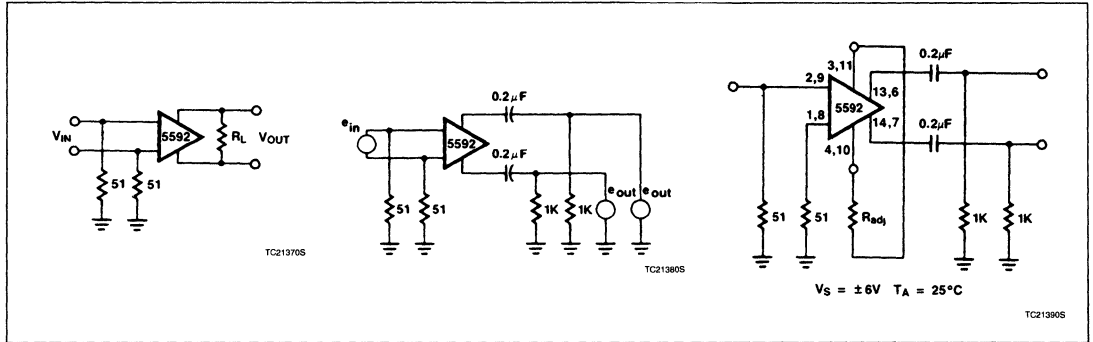 VIN
5592
RL
VOUT
51
51
TC21370S
0.2μF
ein
5592
0.2μF
eout
eout
51
51
1K
1K
TC21380S
3,11
0.2μF
2,9
13,6
5592
1,8
14,7
0.2μF
4,10
51
51
Radj
1K
1K
VS = ±6V TA = 25°C
TC21390S